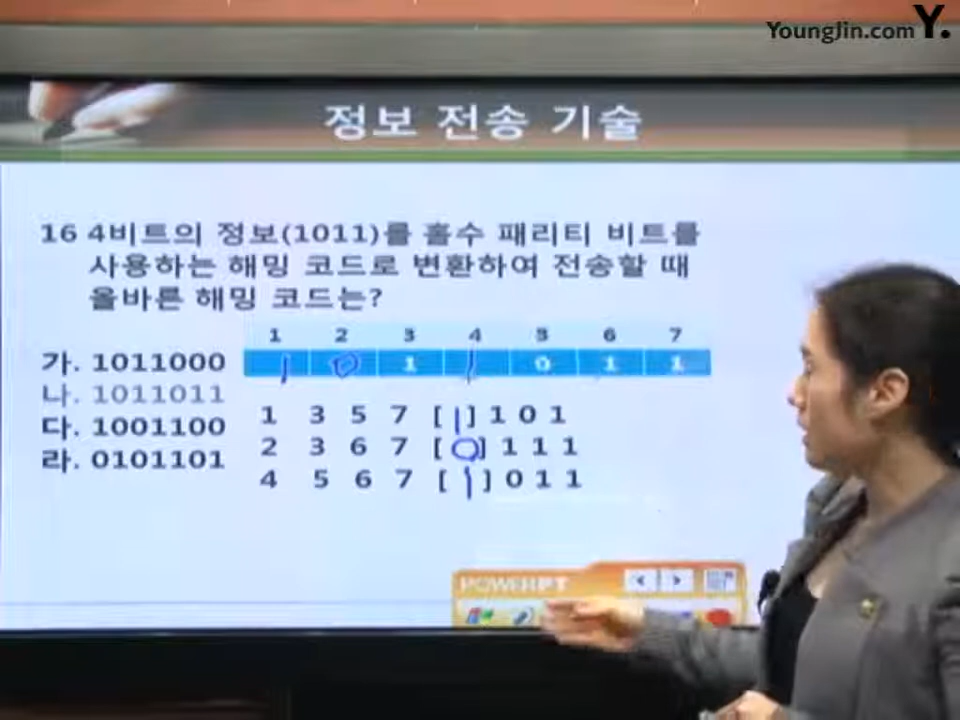 YoungJin.com Y.
정보 전송 기술
16 4비트의 정보(1011)를 홀수 패리티 비트를
사용하는 해밍 코드로 변환하여 전송할 때
올바른 해밍 코드는?
1 2 3 4 5 6 7
1 0 1 1 0 1 1
가. 1011000
나. 1011011
다. 1001100
라. 0101101
1 3 5 7 [1] 1 0 1
2 3 6 7 [0] 1 1 1
4 5 6 7 [1] 0 1 1
POWERPT